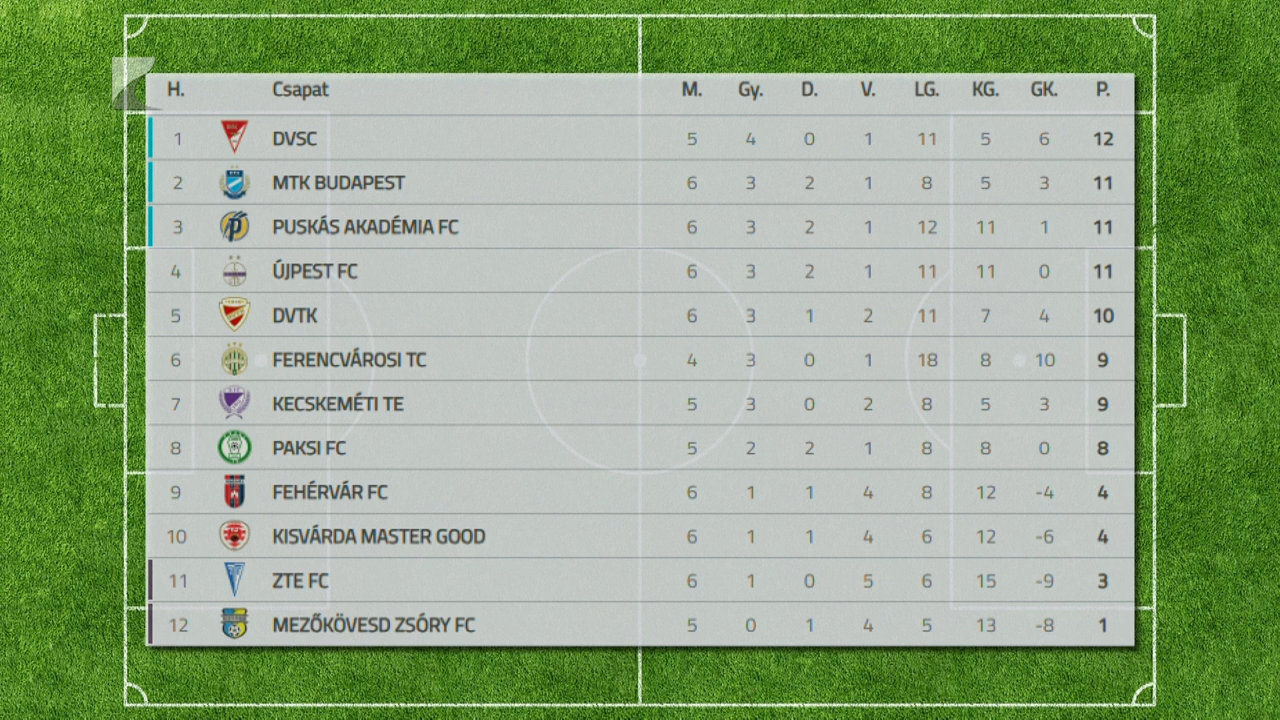 H. Csapat M. Gy. D. V. LG. KG. GK. P.
1 DVSC 5 4 0 1 11 5 6 12
2 MTK BUDAPEST 6 3 2 1 8 5 3 11
3 PUSKÁS AKADÉMIA FC 6 3 2 1 12 11 1 11
4 ÚJPEST FC 6 3 2 1 11 11 0 11
5 DVTK 6 3 1 2 11 7 4 10
6 FERENCVÁROSI TC 4 3 0 1 18 8 10 9
7 KECSKEMÉTI TE 5 3 0 2 8 5 3 9
8 PAKSI FC 5 2 2 1 8 8 0 8
9 FEHÉRVÁR FC 6 1 1 4 8 12 -4 4
10 KISVÁRDA MASTER GOOD 6 1 1 4 6 12 -6 4
11 ZTE FC 6 1 0 5 6 15 -9 3
12 MEZŐKÖVESD ZSÓRY FC 5 0 1 4 5 13 -8 1